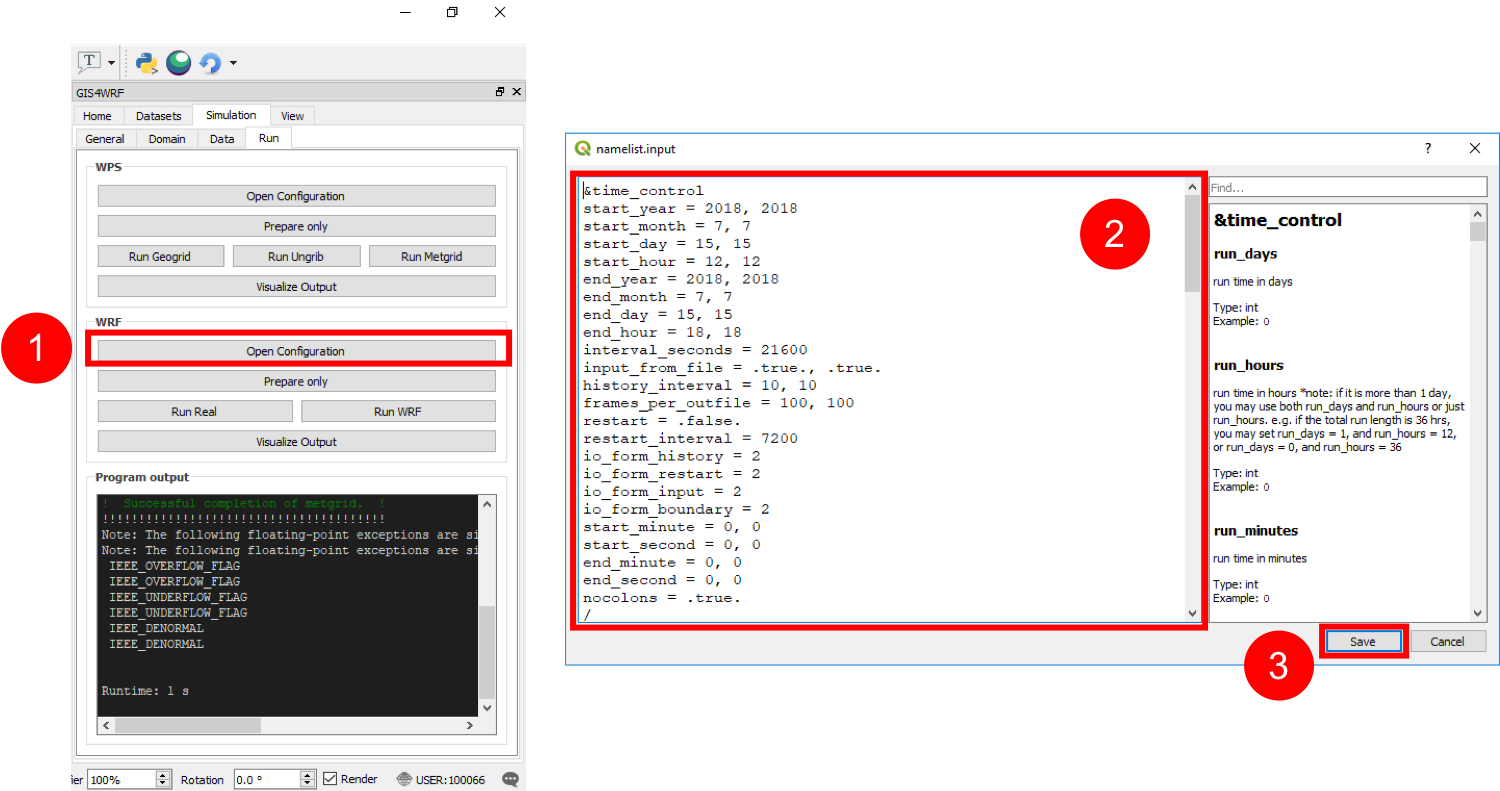 T
GIS4WRF
Home Datasets Simulation View
General Domain Data Run
WPS
Open Configuration
Prepare only
Run Geogrid Run Ungrib Run Metgrid
Visualize Output
WRF
1
Open Configuration
Prepare only
Run Real Run WRF
Visualize Output
Program output
! Successful completion of metgrid. !
!!!!!!!!!!!!!!!!!!!!!!!!!!!!!!!!!!!!!!!
Note: The following floating-point exceptions are si
Note: The following floating-point exceptions are si
IEEE_OVERFLOW_FLAG
IEEE_OVERFLOW_FLAG
IEEE_UNDERFLOW_FLAG
IEEE_UNDERFLOW_FLAG
IEEE_DENORMAL
IEEE_DENORMAL
Runtime: 1 s
ier 100% Rotation 0.0 ° Render USER:100066
namelist.input
2
&time_control
start_year = 2018, 2018
start_month = 7, 7
start_day = 15, 15
start_hour = 12, 12
end_year = 2018, 2018
end_month = 7, 7
end_day = 15, 15
end_hour = 18, 18
interval_seconds = 21600
input_from_file = .true., .true.
history_interval = 10, 10
frames_per_outfile = 100, 100
restart = .false.
restart_interval = 7200
io_form_history = 2
io_form_restart = 2
io_form_input = 2
io_form_boundary = 2
start_minute = 0, 0
start_second = 0, 0
end_minute = 0, 0
end_second = 0, 0
nocolons = .true.
/
Find...
&time_control
run_days
run time in days
Type: int
Example: 0
run_hours
run time in hours *note: if it is more than 1 day,
you may use both run_days and run_hours or just
run_hours. e.g. if the total run length is 36 hrs,
you may set run_days = 1, and run_hours = 12,
or run_days = 0, and run_hours = 36
Type: int
Example: 0
run_minutes
run time in minutes
Type: int
Example: 0
3
Save Cancel